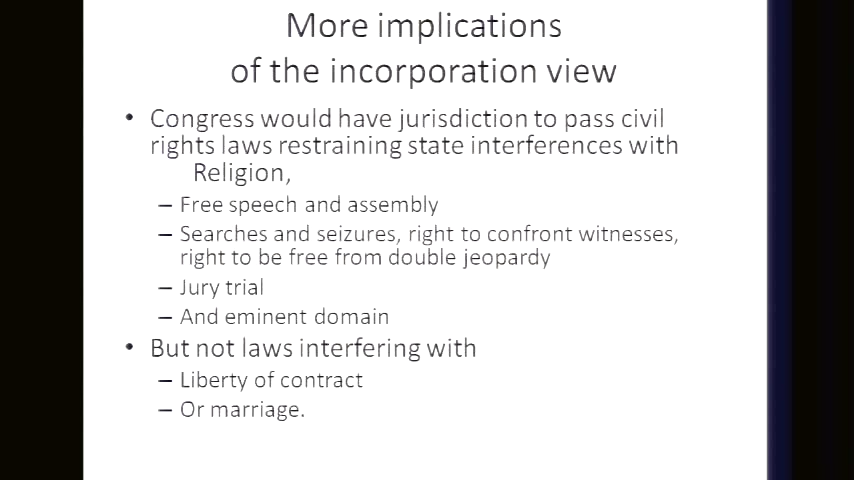 More implications
of the incorporation view
• Congress would have jurisdiction to pass civil
rights laws restraining state interferences with
Religion,
– Free speech and assembly
– Searches and seizures, right to confront witnesses,
right to be free from double jeopardy
– Jury trial
– And eminent domain
• But not laws interfering with
– Liberty of contract
– Or marriage.